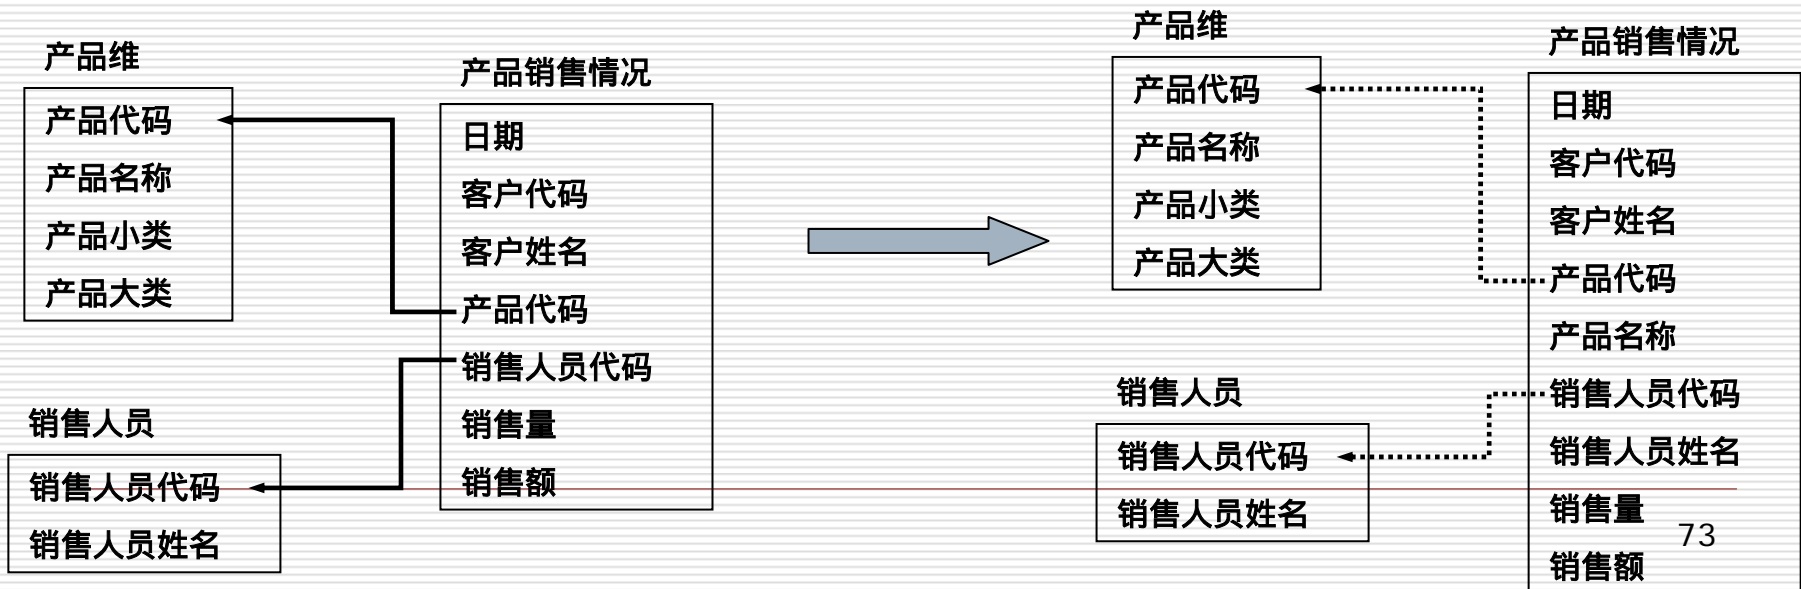 产品维
产品代码
产品名称
产品小类
产品大类
销售人员
销售人员代码
销售人员姓名
产品销售情况
日期
客户代码
客户姓名
产品代码
销售人员代码
销售量
销售额
产品维
产品代码
产品名称
产品小类
产品大类
销售人员
销售人员代码
销售人员姓名
产品销售情况
日期
客户代码
客户姓名
产品代码
产品名称
销售人员代码
销售人员姓名
销售量
销售额
73